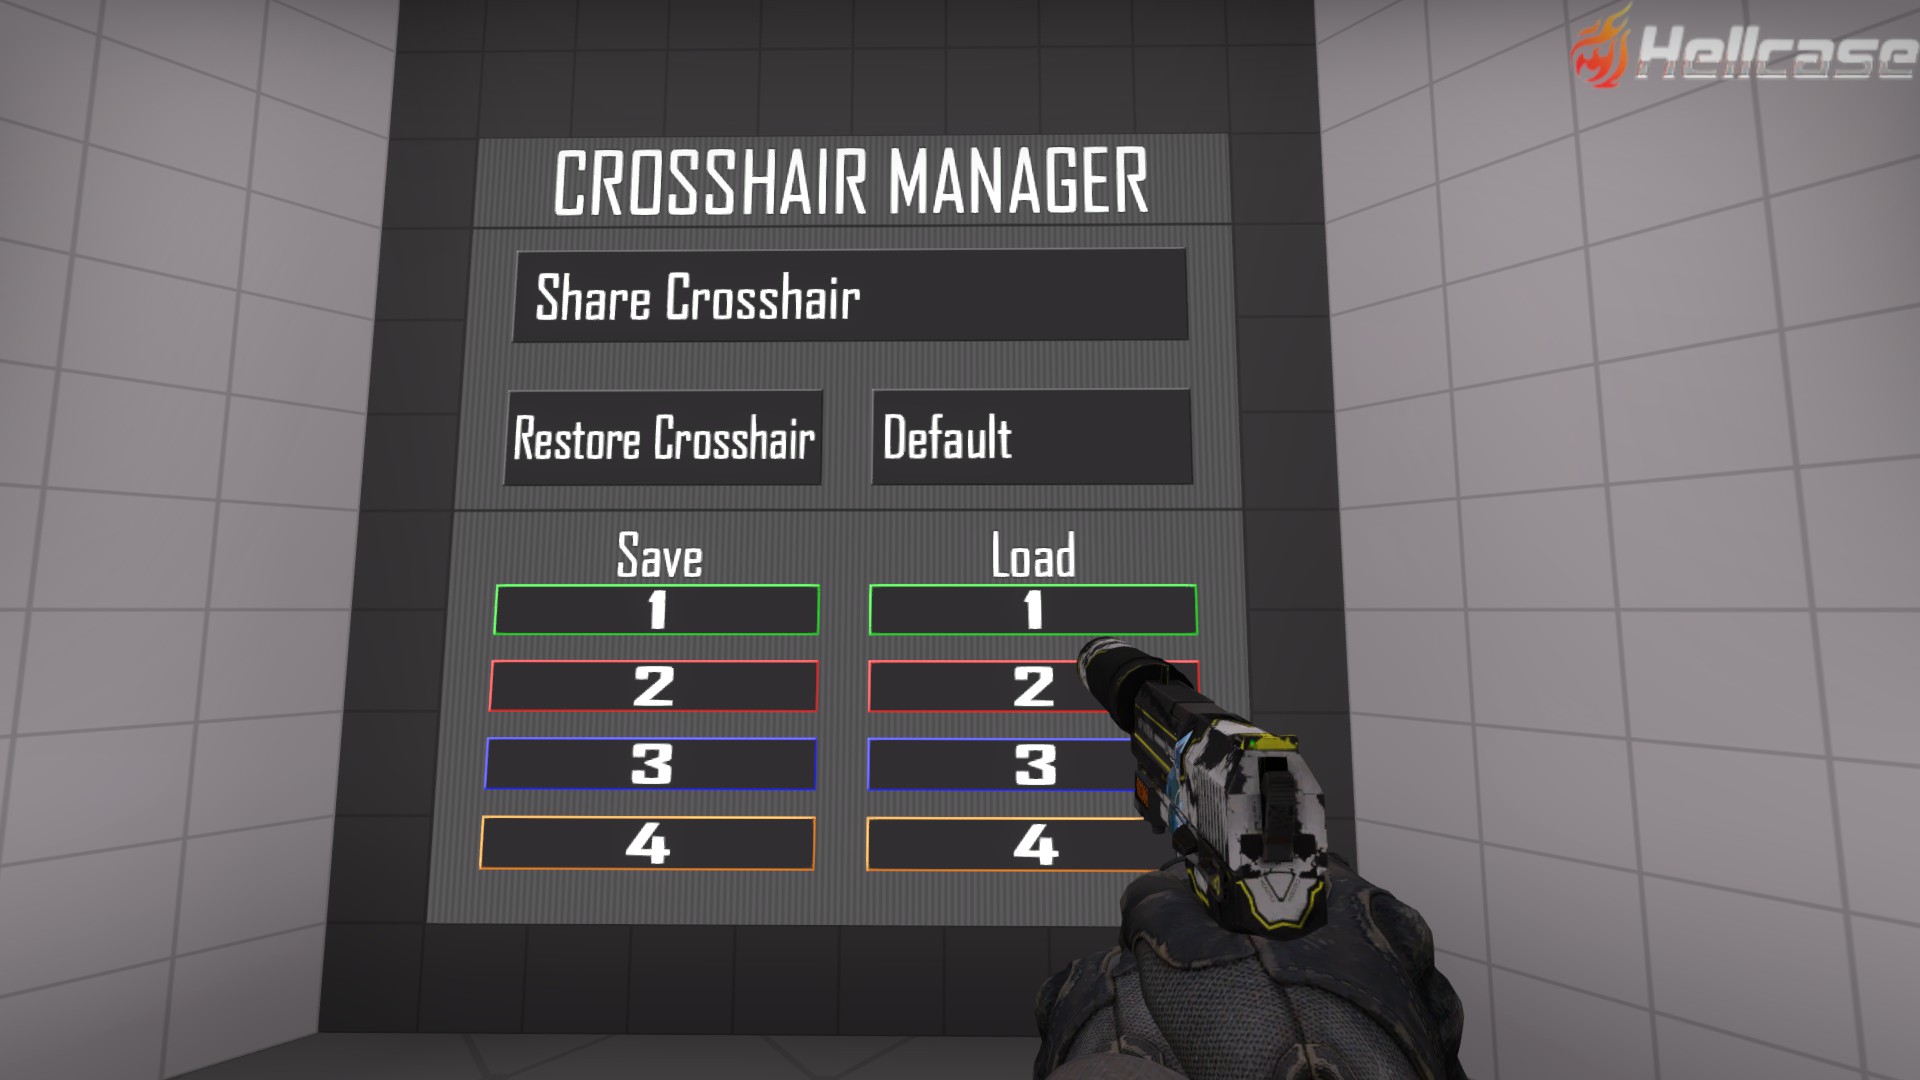 Hellcase
CROSSHAIR MANAGER
Share Crosshair
Restore Crosshair
Default
Save
Load
1
1
2
2
3
3
4
4